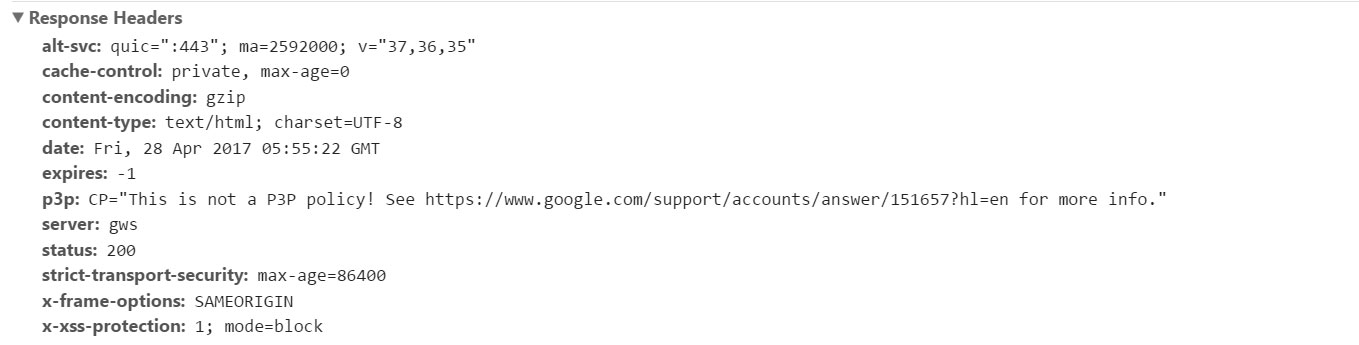 Response Headers
alt-svc: quic=":443"; ma=2592000; v="37,36,35"
cache-control: private, max-age=0
content-encoding: gzip
content-type: text/html; charset=UTF-8
date: Fri, 28 Apr 2017 05:55:22 GMT
expires: -1
p3p: CP="This is not a P3P policy! See https://www.google.com/support/accounts/answer/151657?hl=en for more info."
server: gws
status: 200
strict-transport-security: max-age=86400
x-frame-options: SAMEORIGIN
x-xss-protection: 1; mode=block